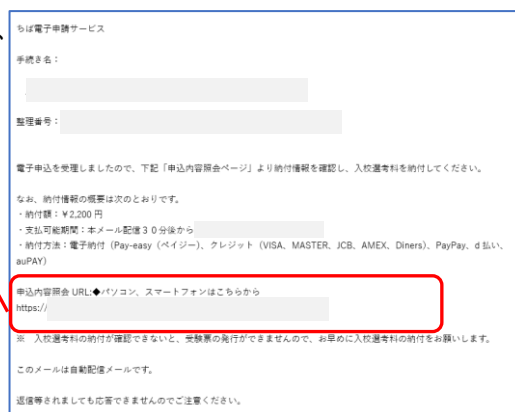 ちば電子申請サービス
手続き名：
整理番号：
電子申込を受理しましたので、下記「申込内容照会ページ」より納付情報を確認し、入校選考料を納付してください。
なお、納付情報の概要は次のとおりです。
・納付額：￥2,200 円
・支払可能期間：本メール配信３０分後から
・納付方法：電子納付（Pay-easy（ペイジー）、クレジット（VISA、MASTER、JCB、AMEX、Diners）、PayPay、ｄ払い、
auPAY）
申込内容照会 URL:◆パソコン、スマートフォンはこちらから
https://
※　入校選考料の納付が確認できないと、受験票の発行ができませんので、お早めに入校選考料の納付をお願いします。
このメールは自動配信メールです。
返信等されましても応答できませんのでご注意ください。